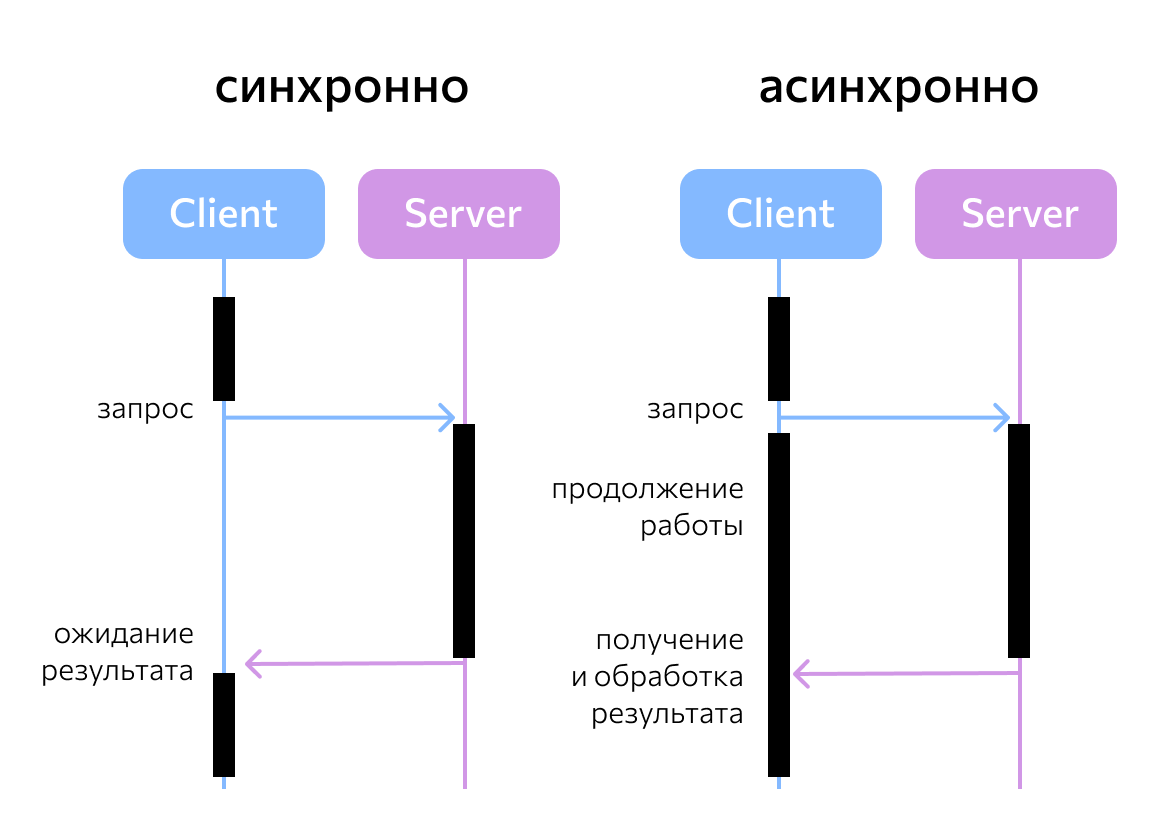 синхронно
Client
Server
запрос
ожидание
результата
асинхронно
Client
Server
запрос
продолжение
работы
получение
и обработка
результата